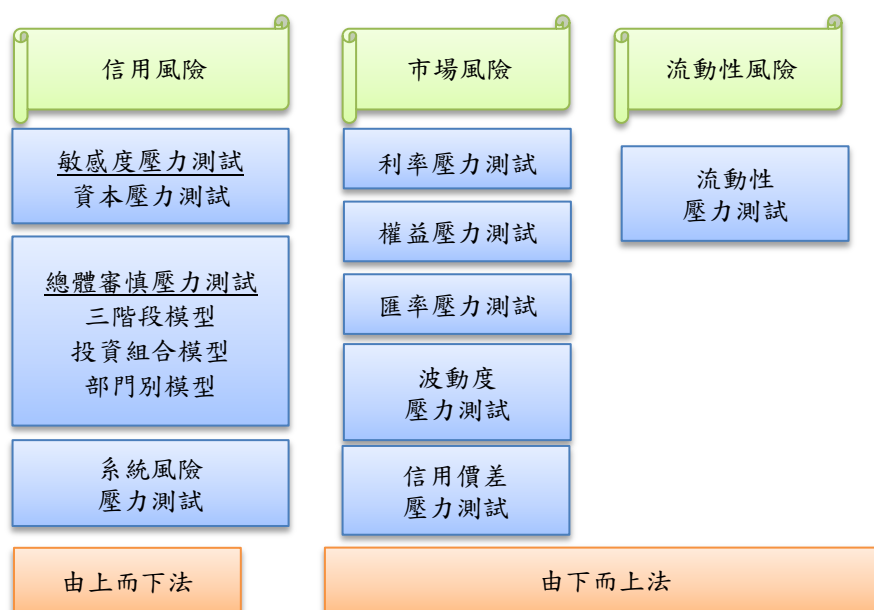 信用風險
敏感度壓力測試
資本壓力測試
總體審慎壓力測試
三階段模型
投資組合模型
部門別模型
系統風險
壓力測試
由上而下法
市場風險
利率壓力測試
權益壓力測試
匯率壓力測試
波動度
壓力測試
信用價差
壓力測試
流動性風險
流動性
壓力測試
由下而上法